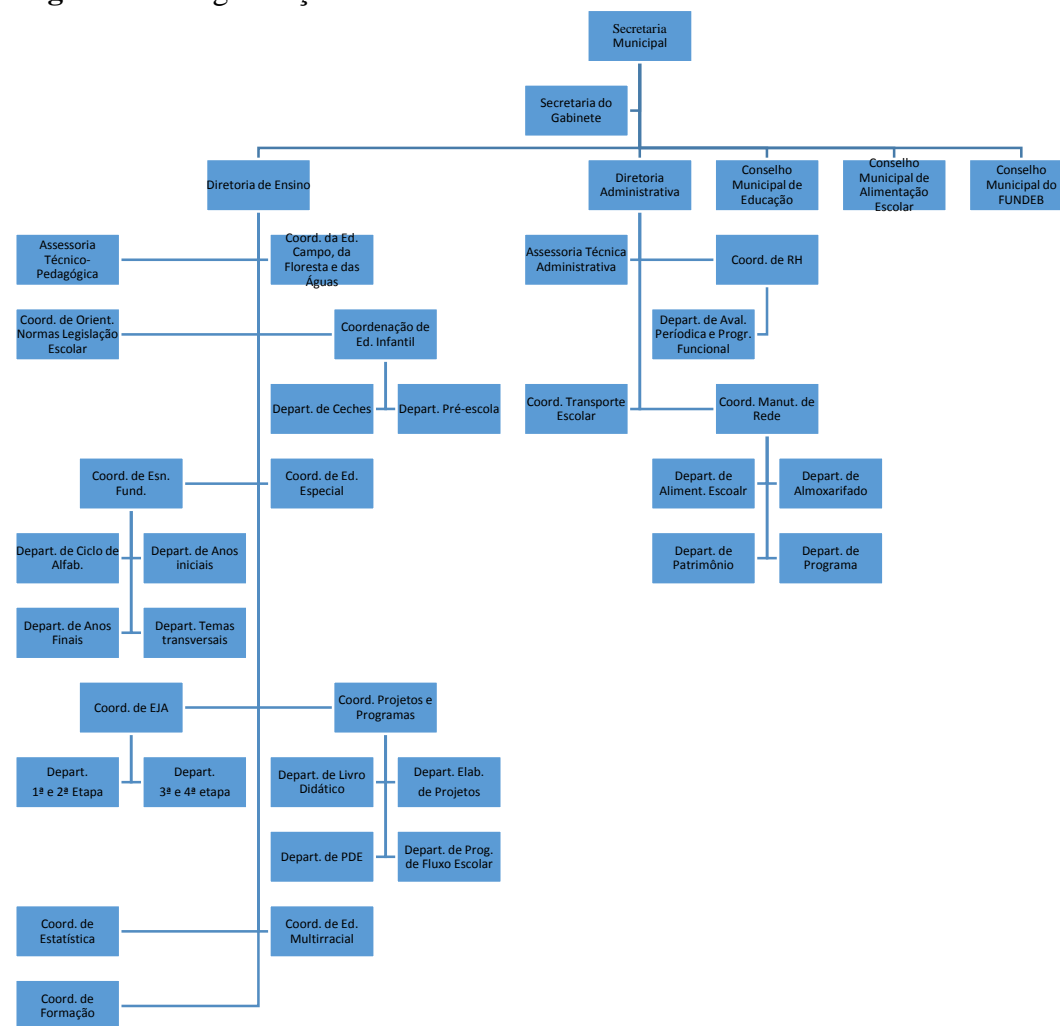 Secretaria
Municipal
Secretaria do
Gabinete
Diretoria de Ensino
Diretoria
Administrativa
Conselho
Municipal de
Educação
Conselho
Municipal de
Alimentação
Escolar
Conselho
Municipal do
FUNDEB
Assessoria
Técnico-
Pedagógica
Coord. da Ed.
Campo, da
Floresta e das
Águas
Assessoria Técnica
Administrativa
Coord. de RH
Coord. de Orient.
Normas Legislação
Escolar
Coordenação de
Ed. Infantil
Depart. de Aval.
Períodica e Progr.
Funcional
Depart. de Ceches
Depart. Pré-escola
Coord. Transporte
Escolar
Coord. Manut. de
Rede
Coord. de Esn.
Fund.
Coord. de Ed.
Especial
Depart. de
Aliment. Escoalr
Depart. de
Almoxarifado
Depart. de Ciclo de
Alfab.
Depart. de Anos
iniciais
Depart. de
Patrimônio
Depart. de
Programa
Depart. de Anos
Finais
Depart. Temas
transversais
Coord. de EJA
Coord. Projetos e
Programas
Depart.
1ª e 2ª Etapa
Depart.
3ª e 4ª etapa
Depart. de Livro
Didático
Depart. Elab.
de Projetos
Depart. de PDE
Depart. de Prog.
de Fluxo Escolar
Coord. de
Estatística
Coord. de Ed.
Multirracial
Coord. de
Formação